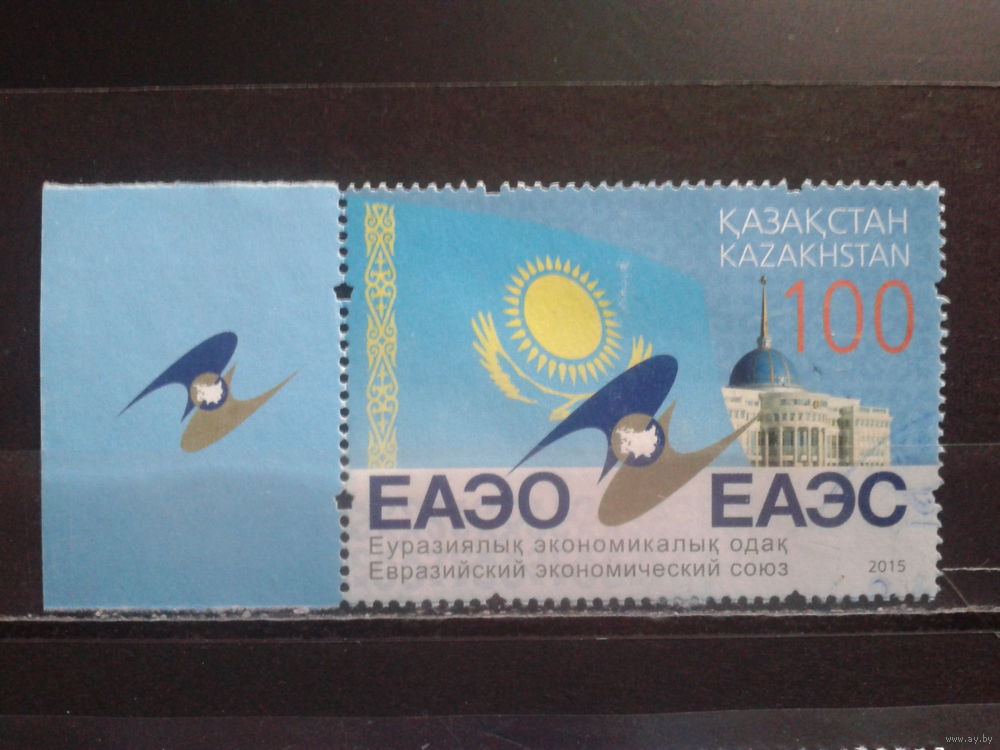 ҚАЗАҚСТАН
KAZAKHSTAN
100
ЕАЭО ЕАЭС
Еуразиялық экономикалық одақ
Евразийский экономический союз
2015
www.ay.by